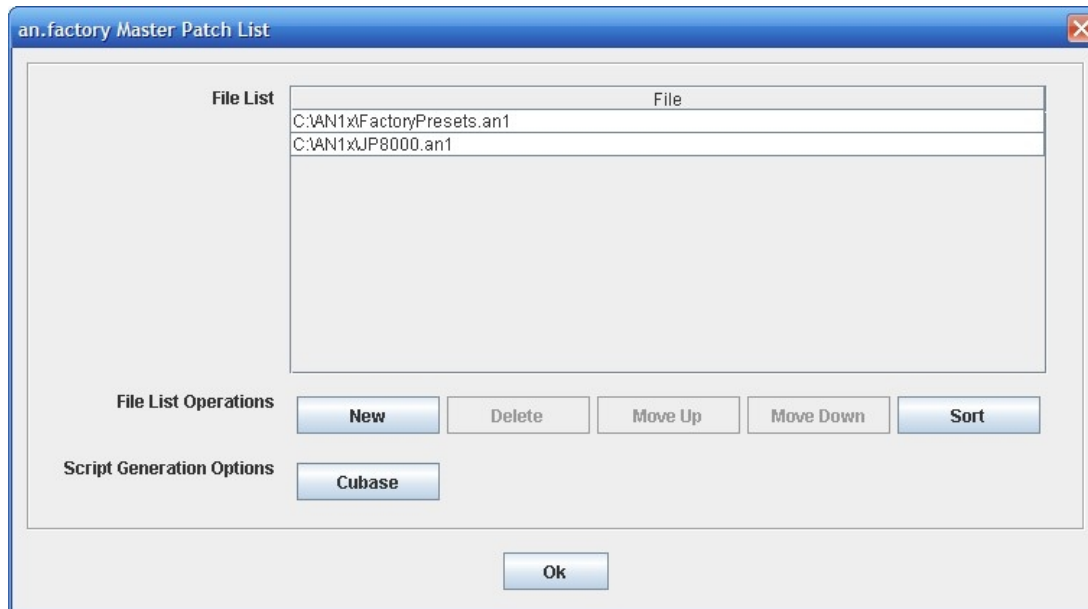 an.factory Master Patch List
File List
File
C:\AN1x\FactoryPresets.an1
C:\AN1x\JP8000.an1
File List Operations
New Delete Move Up Move Down Sort
Script Generation Options
Cubase
Ok